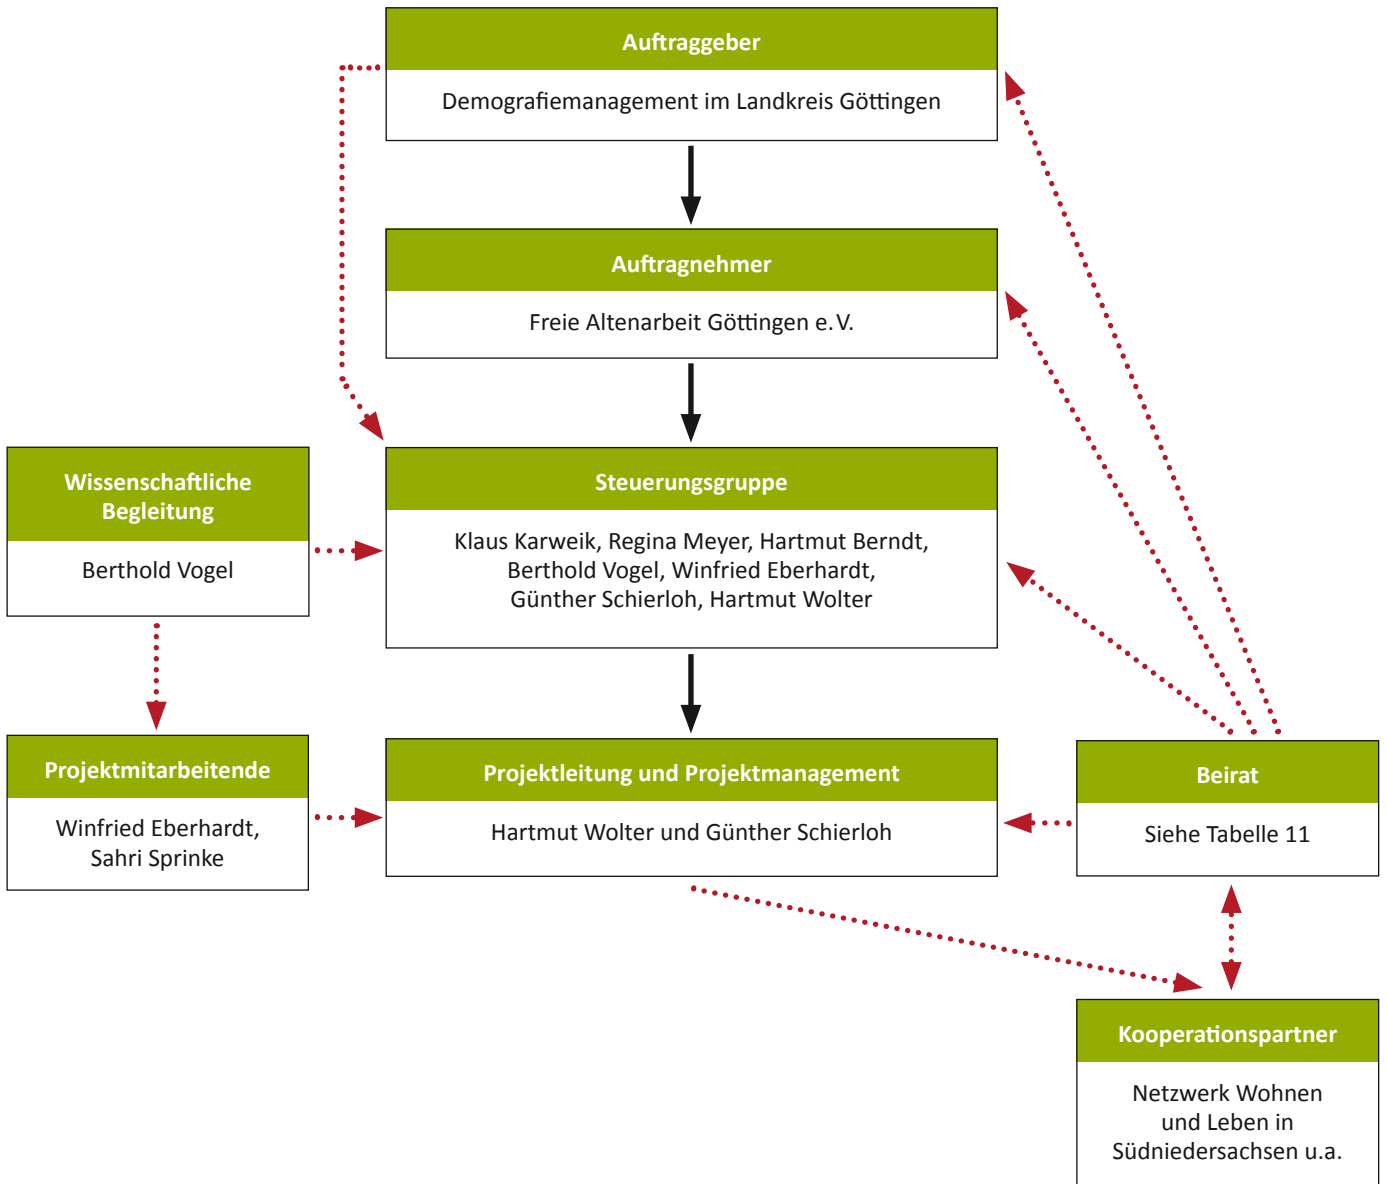 Auftraggeber
Demografiemanagement im Landkreis Göttingen
Auftragnehmer
Freie Altenarbeit Göttingen e. V.
Wissenschaftliche
Begleitung
Berthold Vogel
Steuerungsgruppe
Klaus Karweik, Regina Meyer, Hartmut Berndt,
Berthold Vogel, Winfried Eberhardt,
Günther Schierloh, Hartmut Wolter
Projektmitarbeitende
Winfried Eberhardt,
Sahri Sprinke
Projektleitung und Projektmanagement
Hartmut Wolter und Günther Schierloh
Beirat
Siehe Tabelle 11
Kooperationspartner
Netzwerk Wohnen
und Leben in
Südniedersachsen u.a.